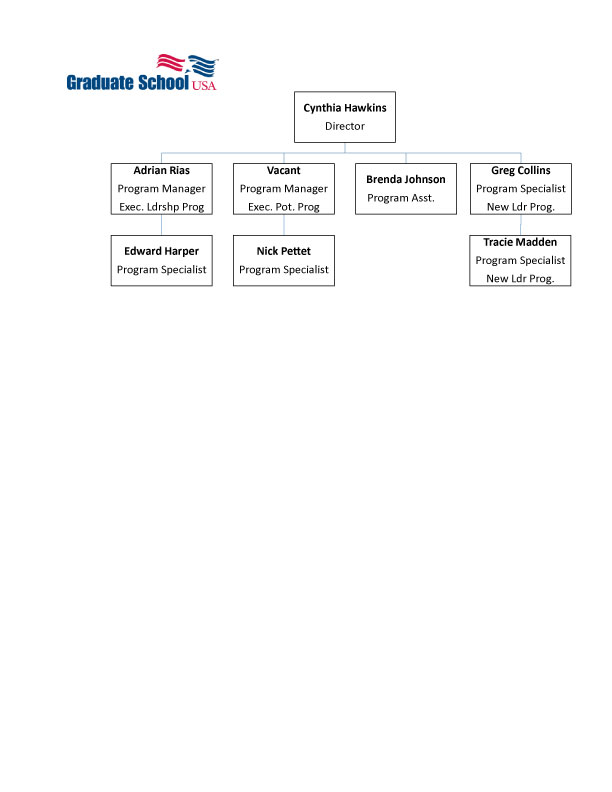 Graduate School USA
Cynthia Hawkins
Director
Adrian Rias
Program Manager
Exec. Ldrshp Prog
Vacant
Program Manager
Exec. Pot. Prog
Brenda Johnson
Program Asst.
Greg Collins
Program Specialist
New Ldr Prog.
Edward Harper
Program Specialist
Nick Pettet
Program Specialist
Tracie Madden
Program Specialist
New Ldr Prog.